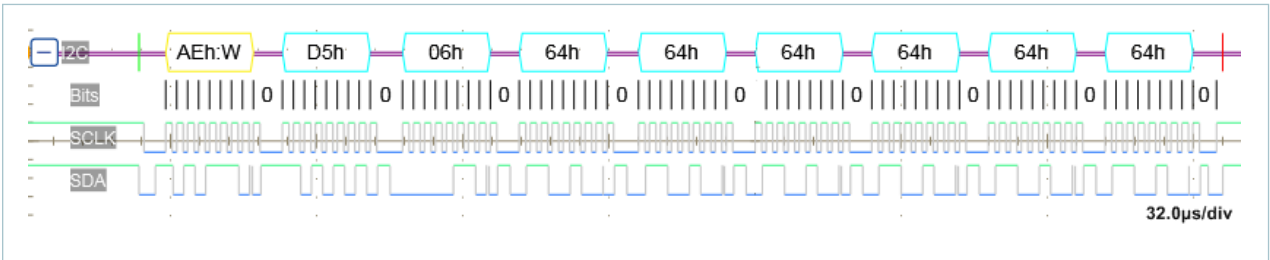 I2C AEh:W D5h 06h 64h 64h 64h 64h 64h 64h
Bits 0 0 0 0 0 0 0 0 0
SCLK
SDA
32.0µs/div